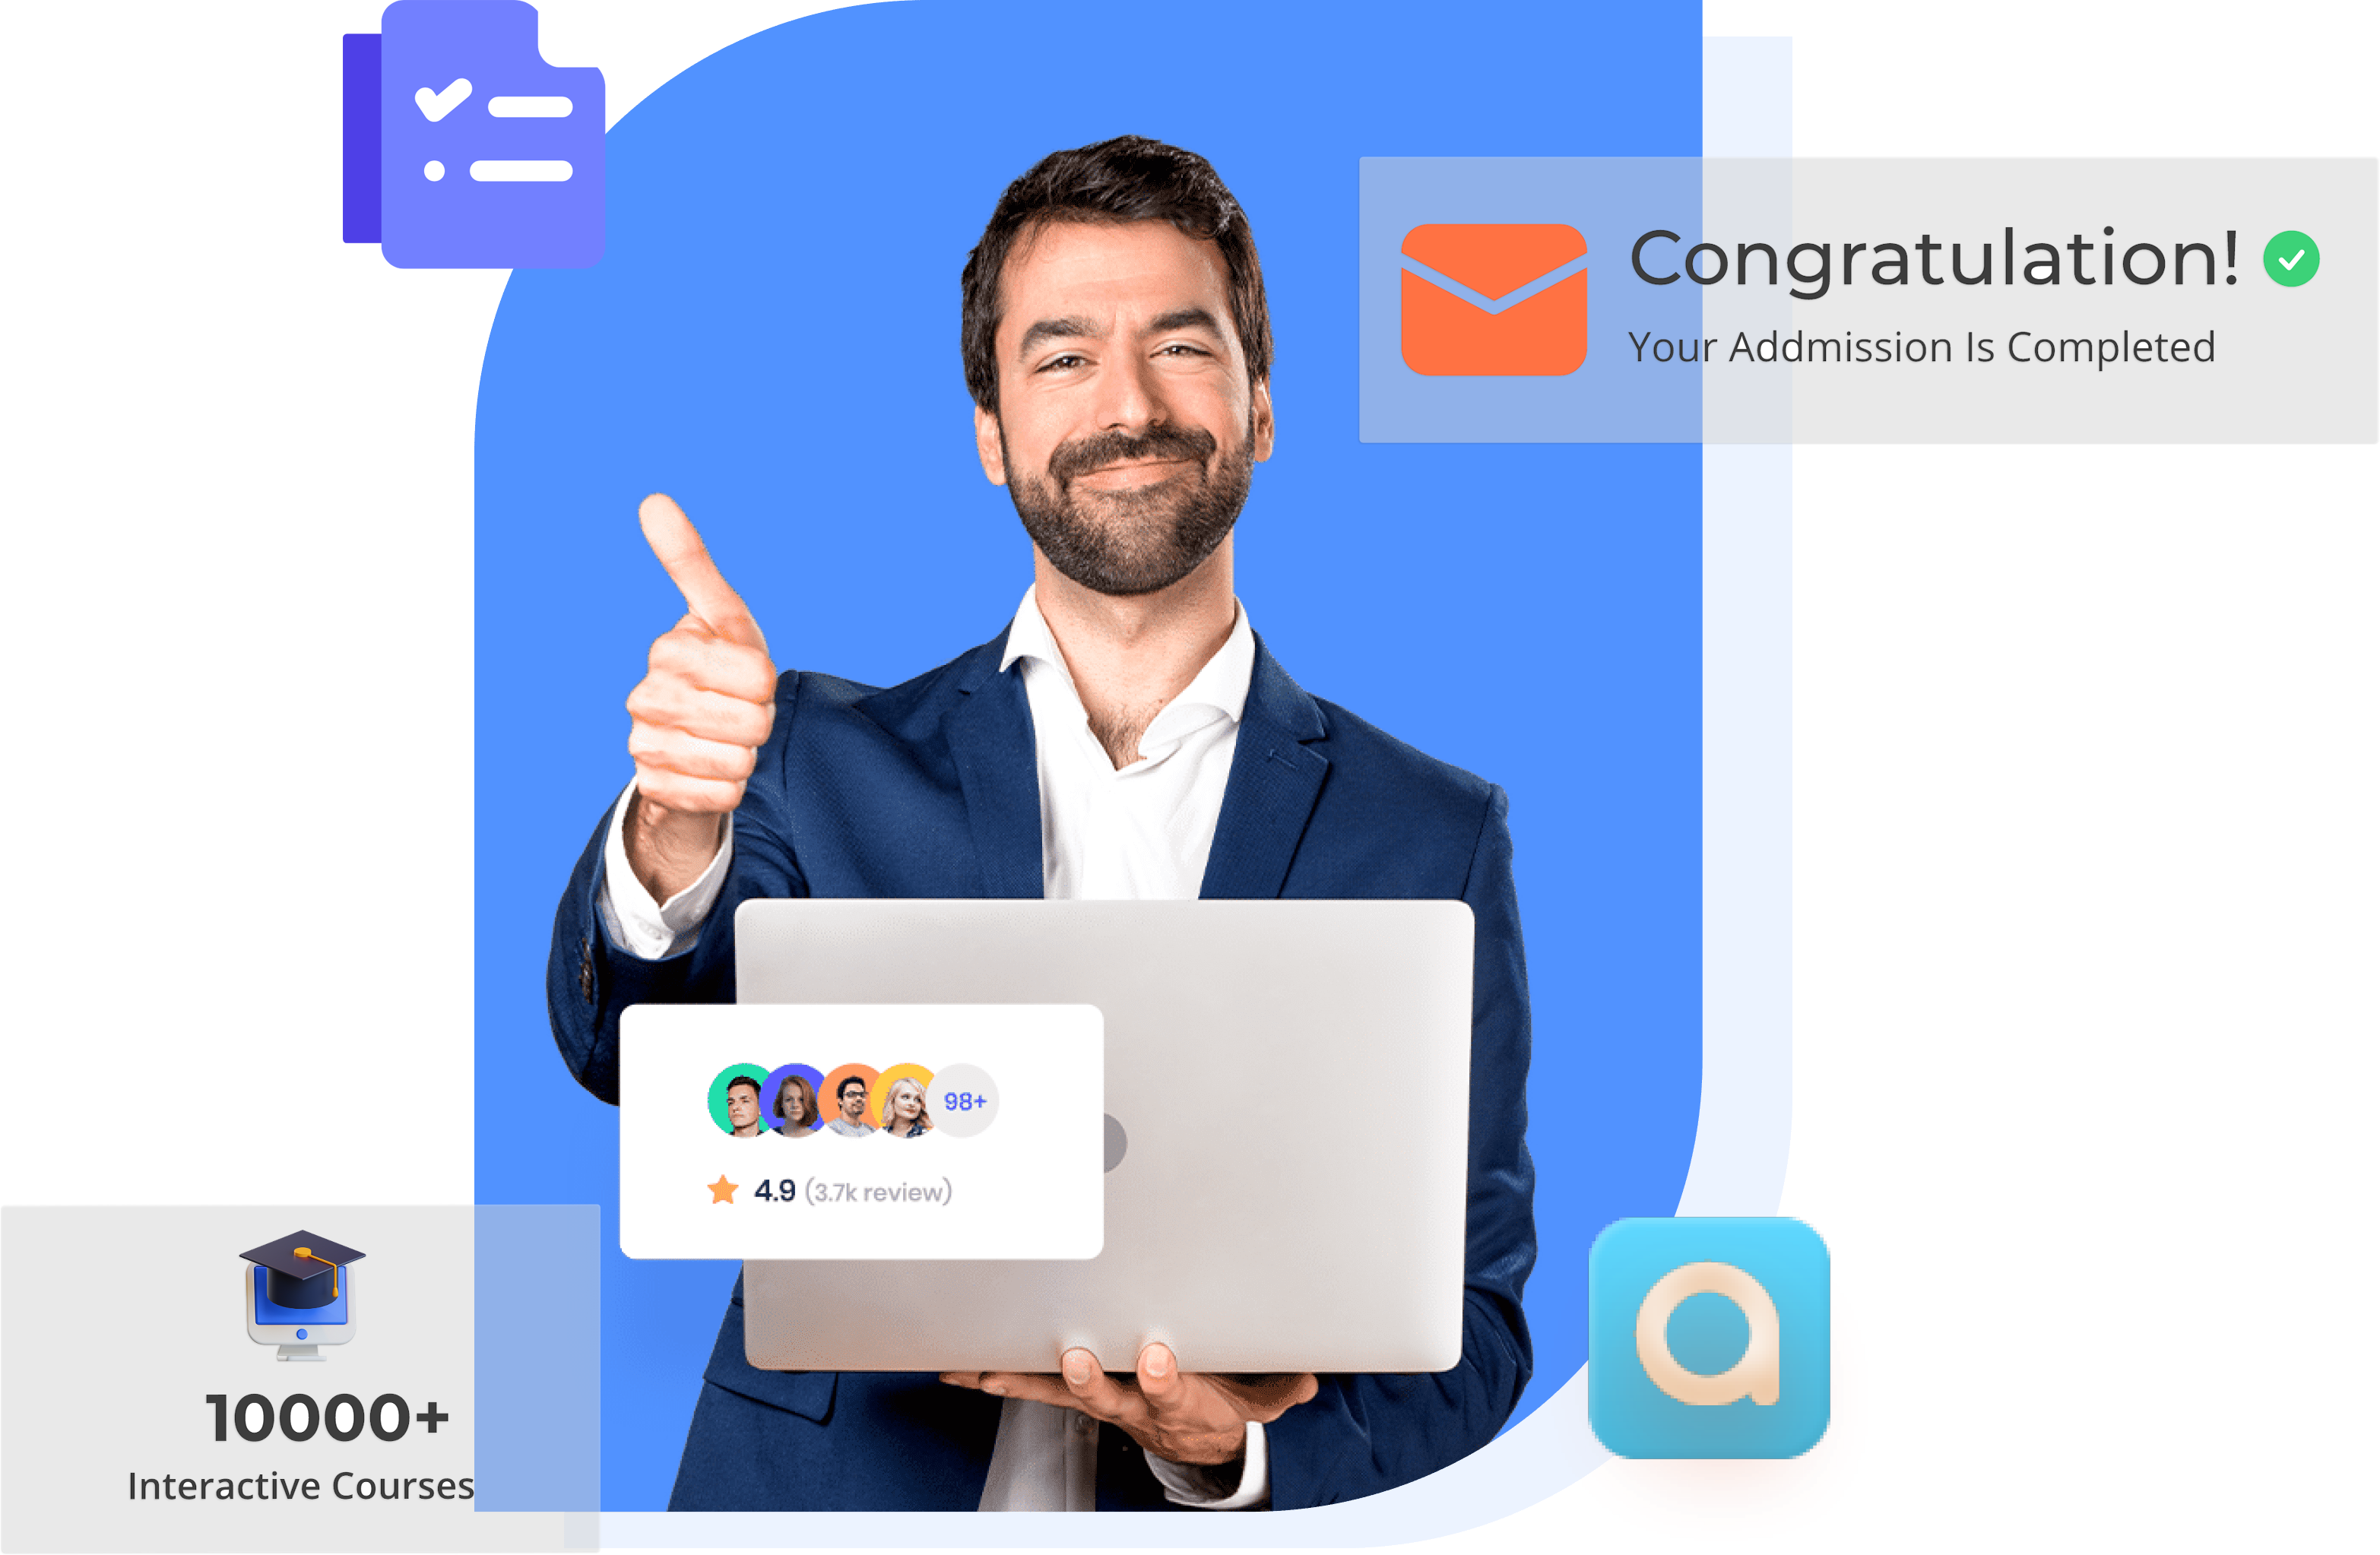 Congratulation!
Your Addmission Is Completed
98+
4.9 (3.7k review)
10000+
Interactive Courses
a